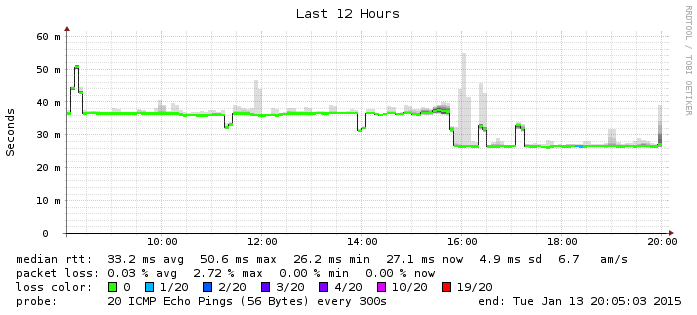 Last 12 Hours
RRDTOOL / TOBI OETIKER
Seconds
60 m
50 m
40 m
30 m
20 m
10 m
0
10:00 12:00 14:00 16:00 18:00 20:00
median rtt: 33.2 ms avg 50.6 ms max 26.2 ms min 27.1 ms now 4.9 ms sd 6.7 am/s
packet loss: 0.03 % avg 2.72 % max 0.00 % min 0.00 % now
loss color: 0 1/20 2/20 3/20 4/20 10/20 19/20
probe: 20 ICMP Echo Pings (56 Bytes) every 300s end: Tue Jan 13 20:05:03 2015